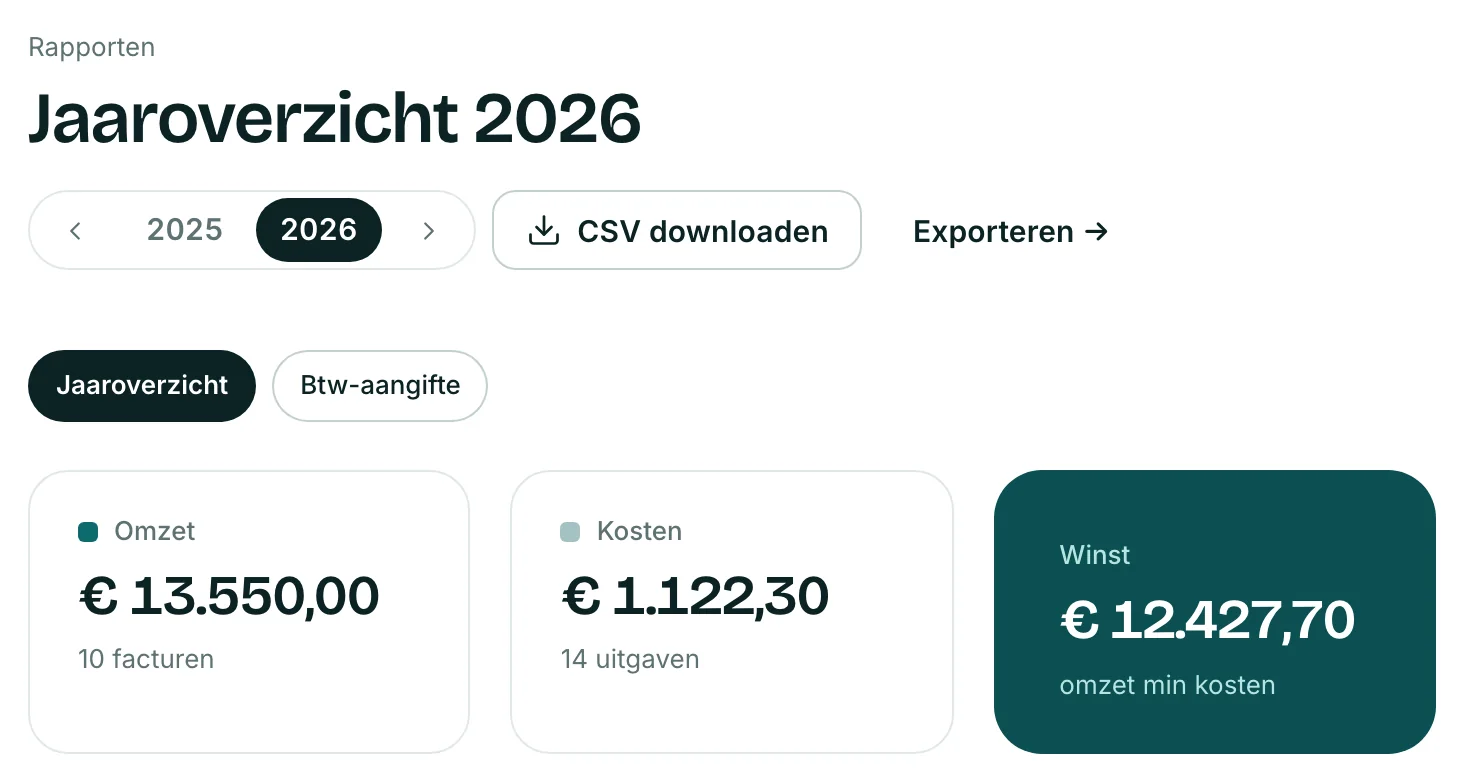 Rapporten
Jaaroverzicht 2026
2025 2026 CSV downloaden Exporteren →
Jaaroverzicht Btw-aangifte
Omzet
€ 13.550,00
10 facturen
Kosten
€ 1.122,30
14 uitgaven
Winst
€ 12.427,70
omzet min kosten